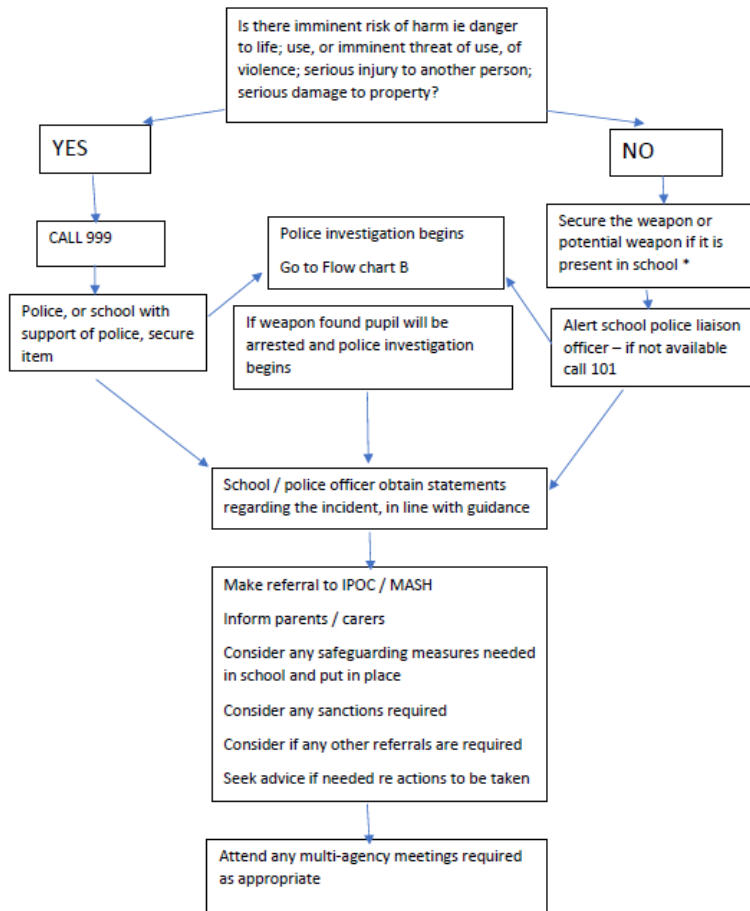 Is there imminent risk of harm ie danger
to life; use, or imminent threat of use, of
violence; serious injury to another person;
serious damage to property?
YES
NO
CALL 999
Police investigation begins
Go to Flow chart B
Secure the weapon or
potential weapon if it is
present in school *
Police, or school with
support of police, secure
item
If weapon found pupil will be
arrested and police investigation
begins
Alert school police liaison
officer – if not available
call 101
School / police officer obtain statements
regarding the incident, in line with guidance
Make referral to IPOC / MASH
Inform parents / carers
Consider any safeguarding measures needed
in school and put in place
Consider any sanctions required
Consider if any other referrals are required
Seek advice if needed re actions to be taken
Attend any multi-agency meetings required
as appropriate